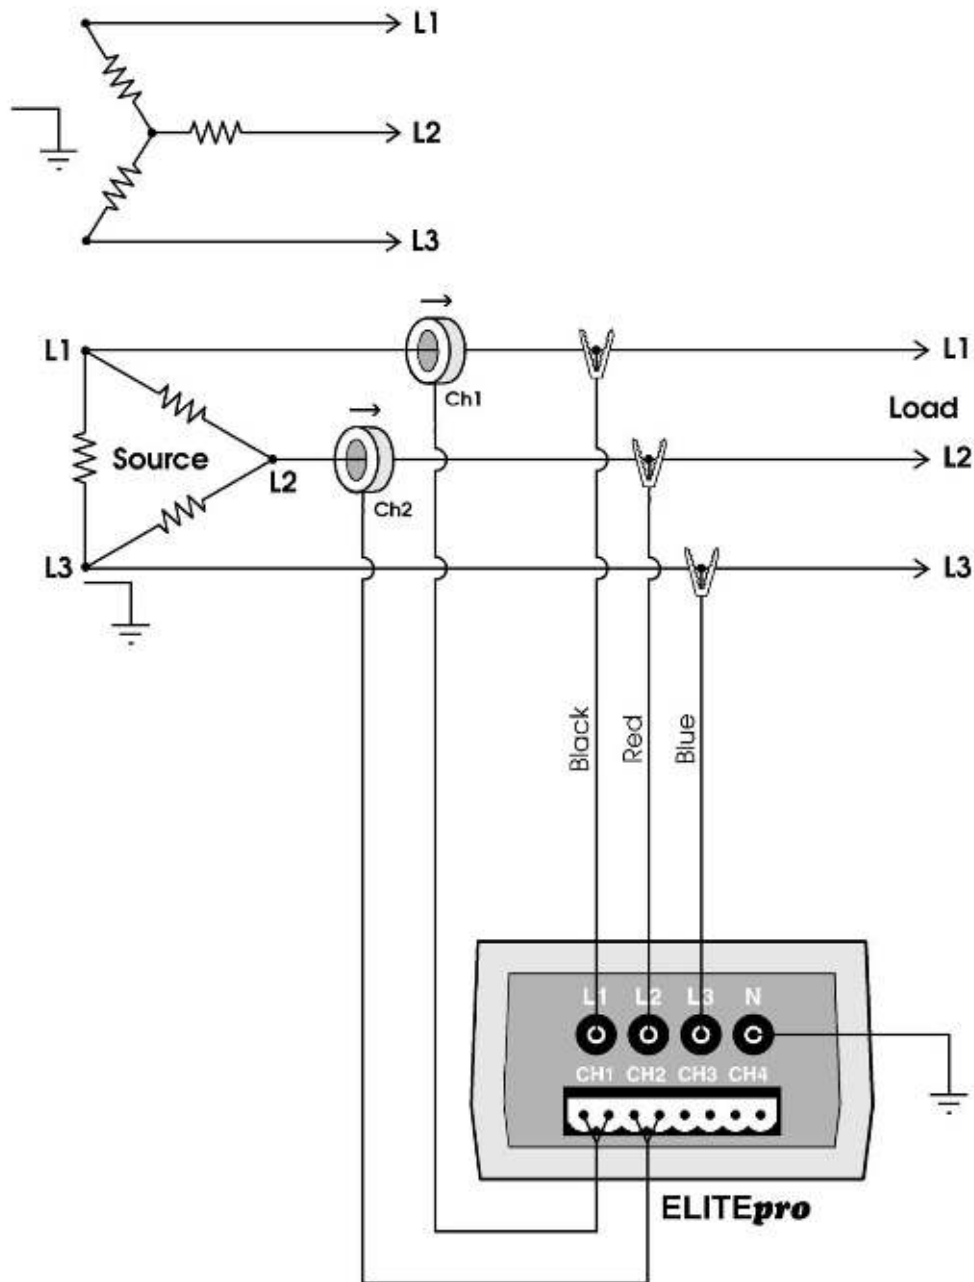 L1
L2
L3
L1
L1
Ch1
Load
Source
L2
L2
Ch2
L3
L3
Black
Red
Blue
L1 L2 L3 N
CH1 CH2 CH3 CH4
ELITEpro